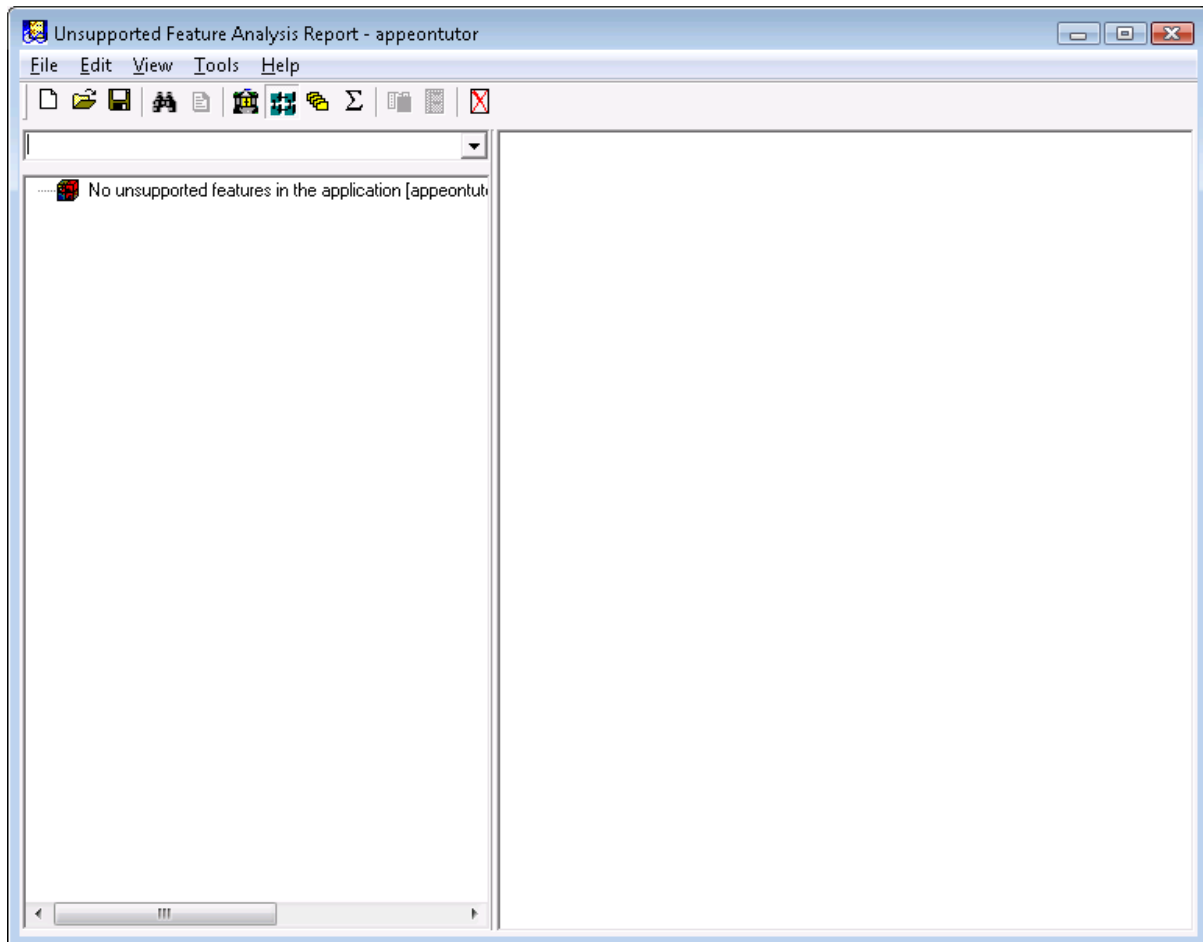 Unsupported Feature Analysis Report - appeontutor
File Edit View Tools Help
Σ
No unsupported features in the application [appeontut